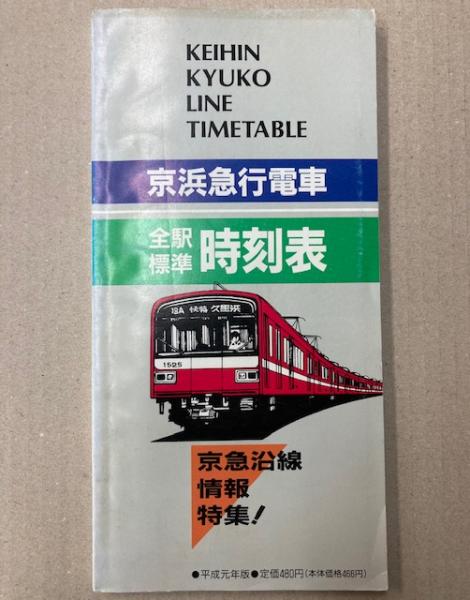 KEIHIN
KYUKO
LINE
TIMETABLE
京浜急行電車
全駅
標準
時刻表
快特 久里浜
1525
京急沿線
情報
特集!
●平成元年版●定価480円(本体価格466円)